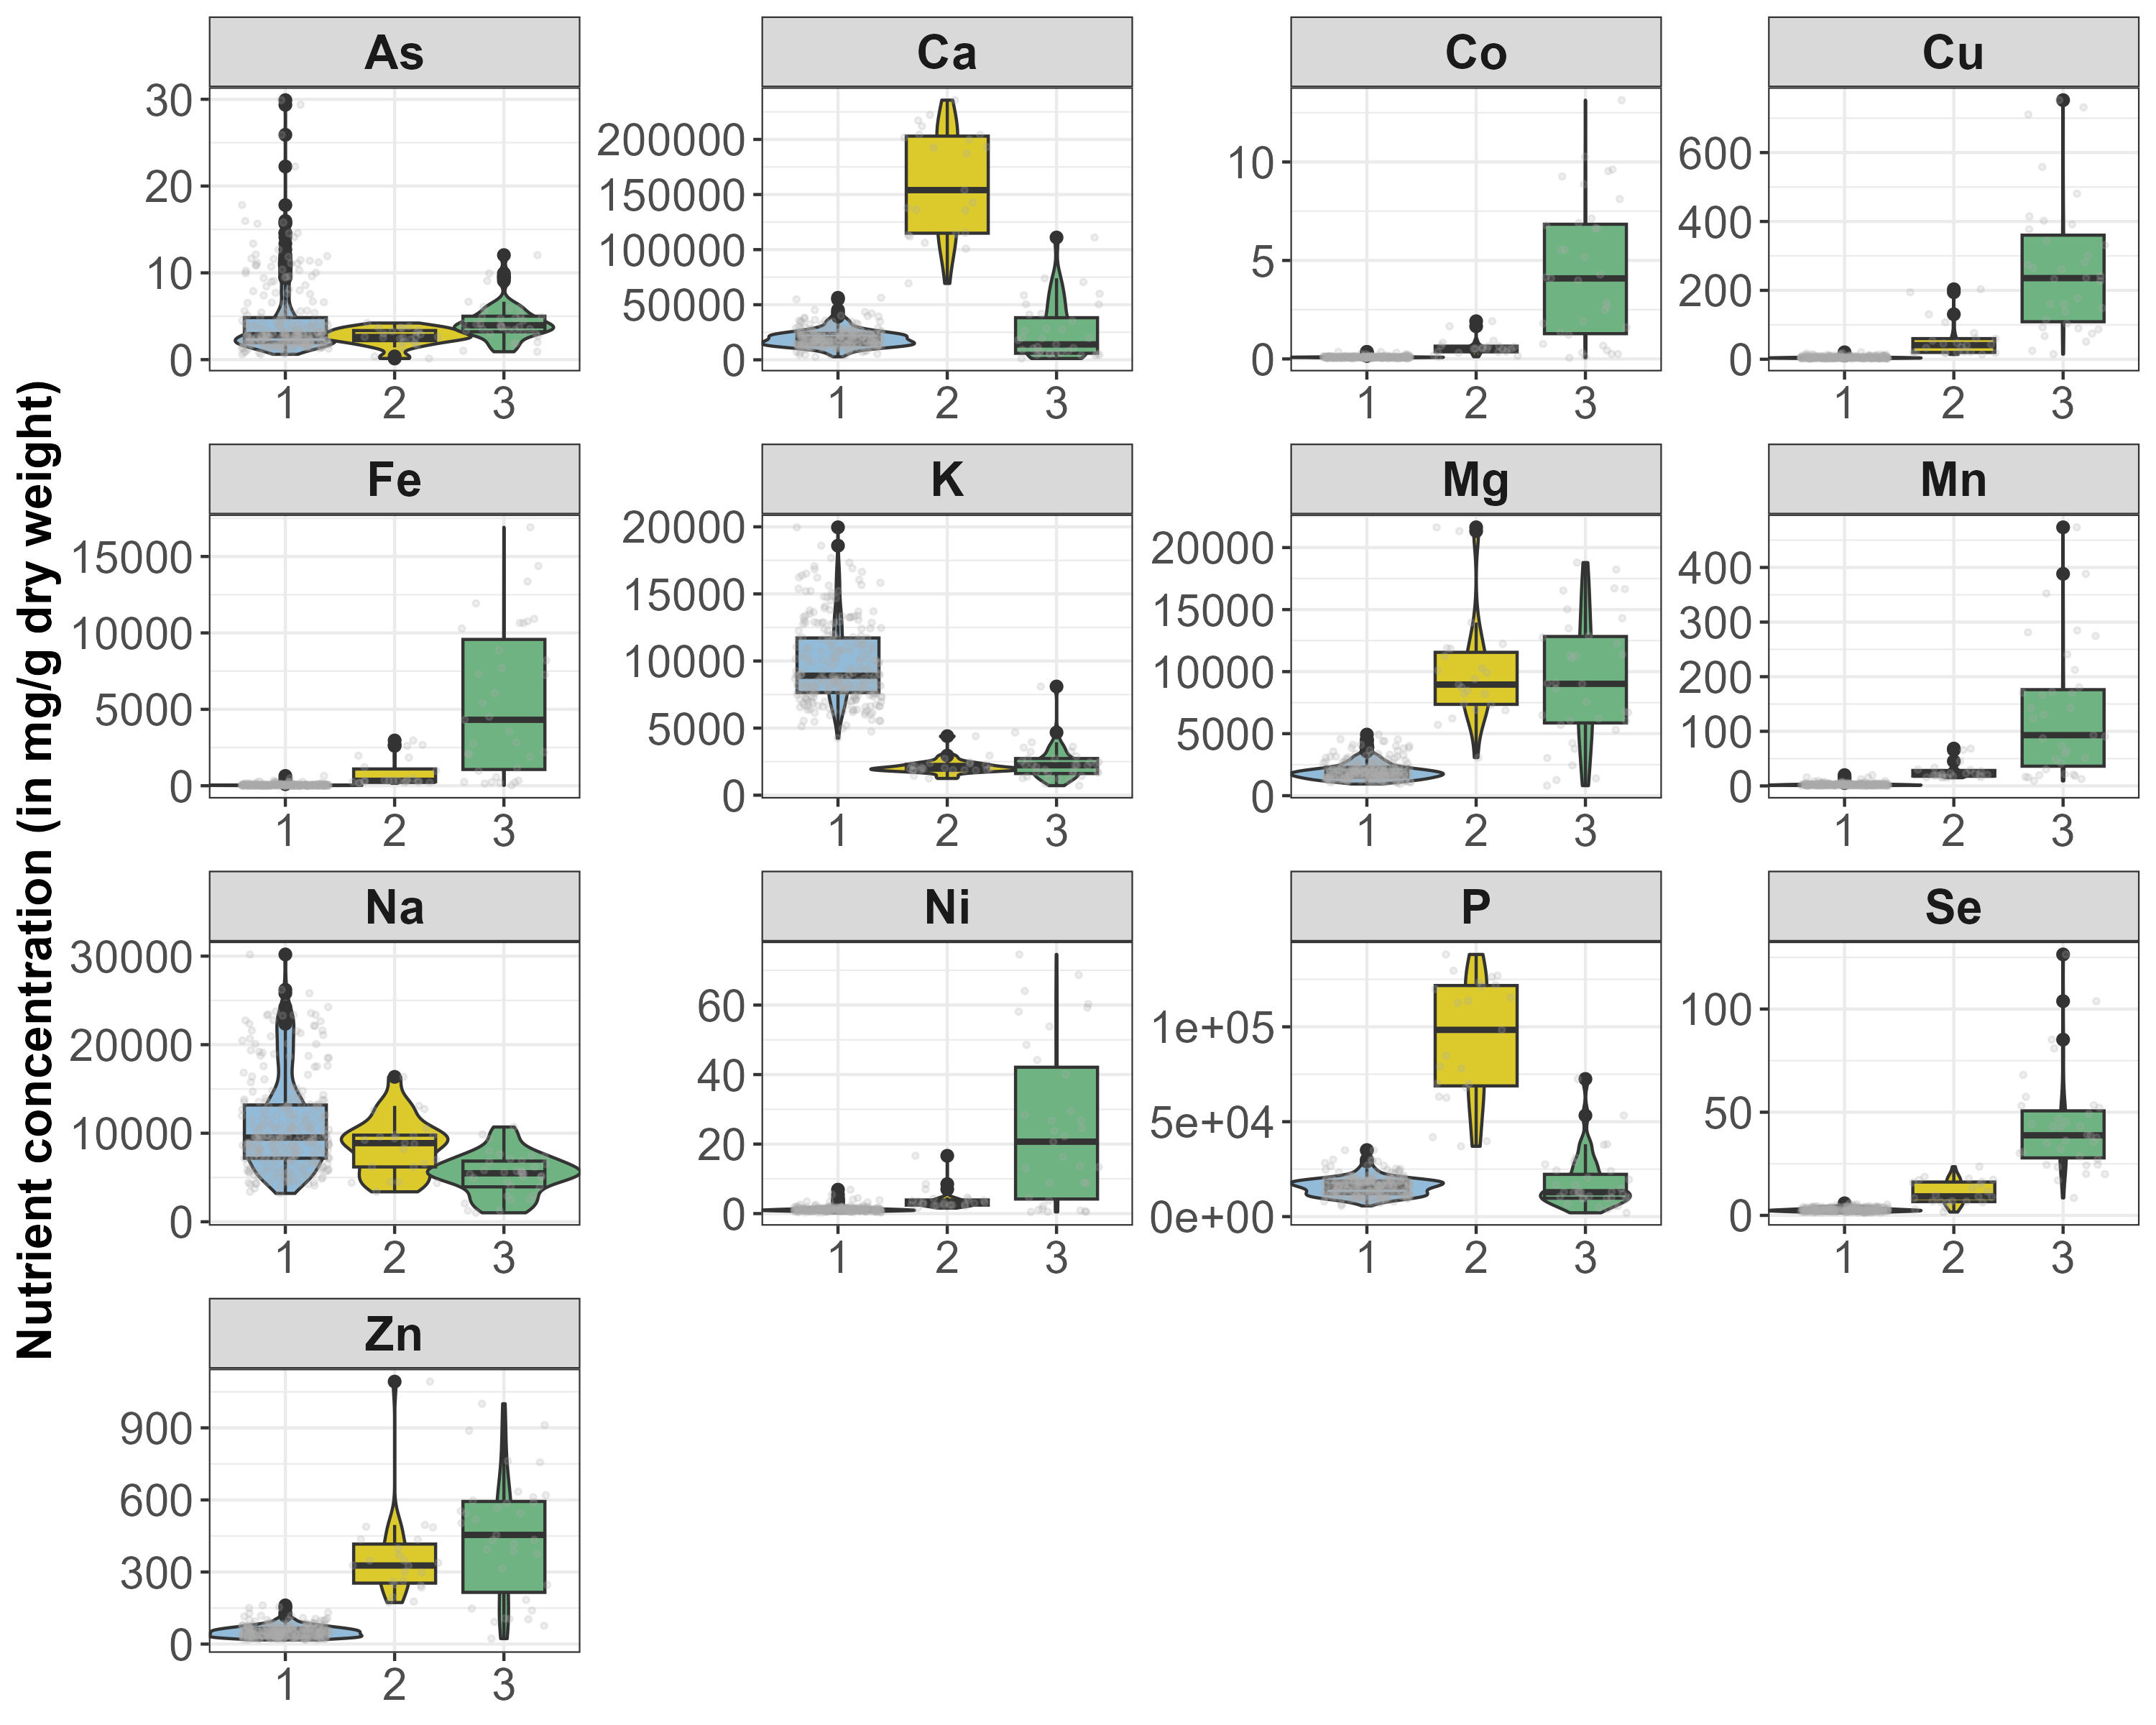 Nutrient concentration (in mg/g dry weight)
As
30
20
10
0
1 2 3
Ca
200000
150000
100000
50000
0
1 2 3
Co
10
5
0
1 2 3
Cu
600
400
200
0
1 2 3
Fe
15000
10000
5000
0
1 2 3
K
20000
15000
10000
5000
0
1 2 3
Mg
20000
15000
10000
5000
0
1 2 3
Mn
400
300
200
100
0
1 2 3
Na
30000
20000
10000
0
1 2 3
Ni
60
40
20
0
1 2 3
P
1e+05
5e+04
0e+00
1 2 3
Se
100
50
0
1 2 3
Zn
900
600
300
0
1 2 3